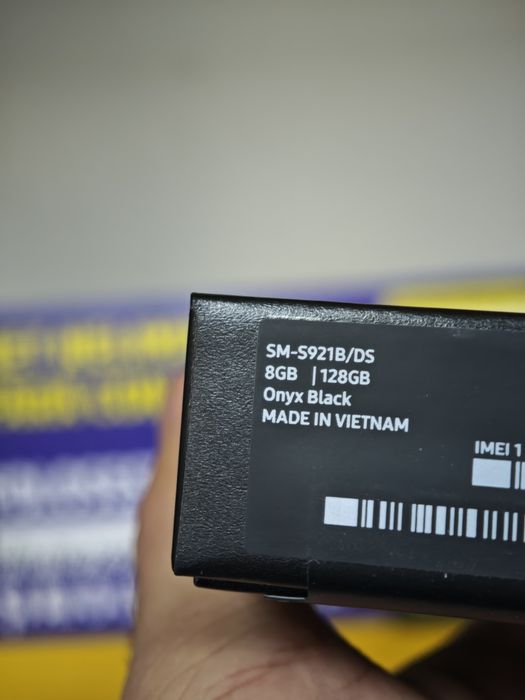 SM-S921B/DS
8GB | 128GB
Onyx Black
MADE IN VIETNAM
IMEI 1